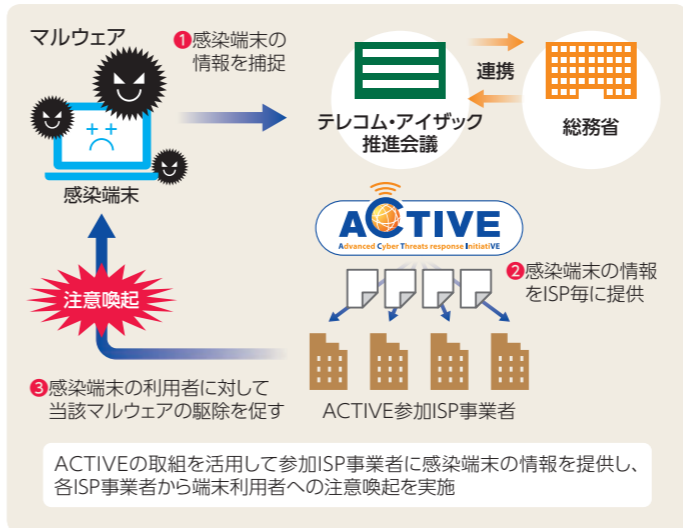 マルウェア
❶感染端末の
情報を捕捉
感染端末
テレコム・アイザック
推進会議
連携
総務省
ACTIVE
Advanced Cyber Threats response InitiatiVE
❷感染端末の情報
をISP毎に提供
注意喚起
❸感染端末の利用者に対して
当該マルウェアの駆除を促す
ACTIVE参加ISP事業者
ACTIVEの取組を活用して参加ISP事業者に感染端末の情報を提供し、
各ISP事業者から端末利用者への注意喚起を実施